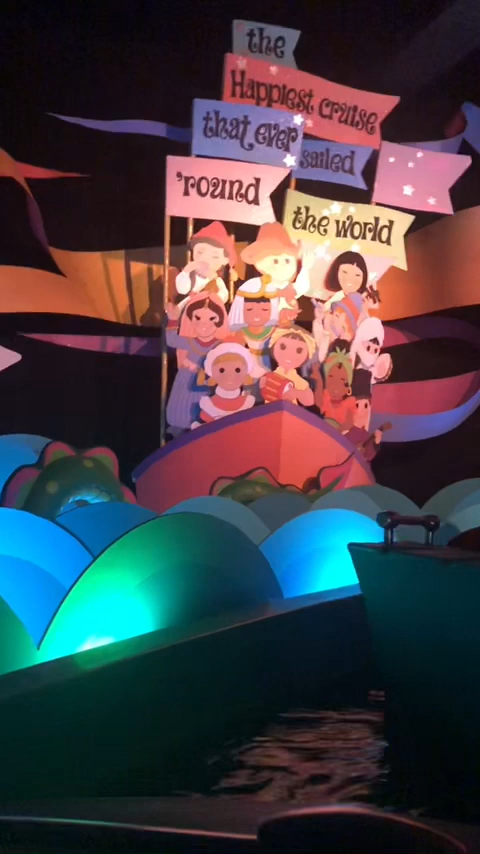 the
Happiest cruise
that ever
sailed
'round
the world